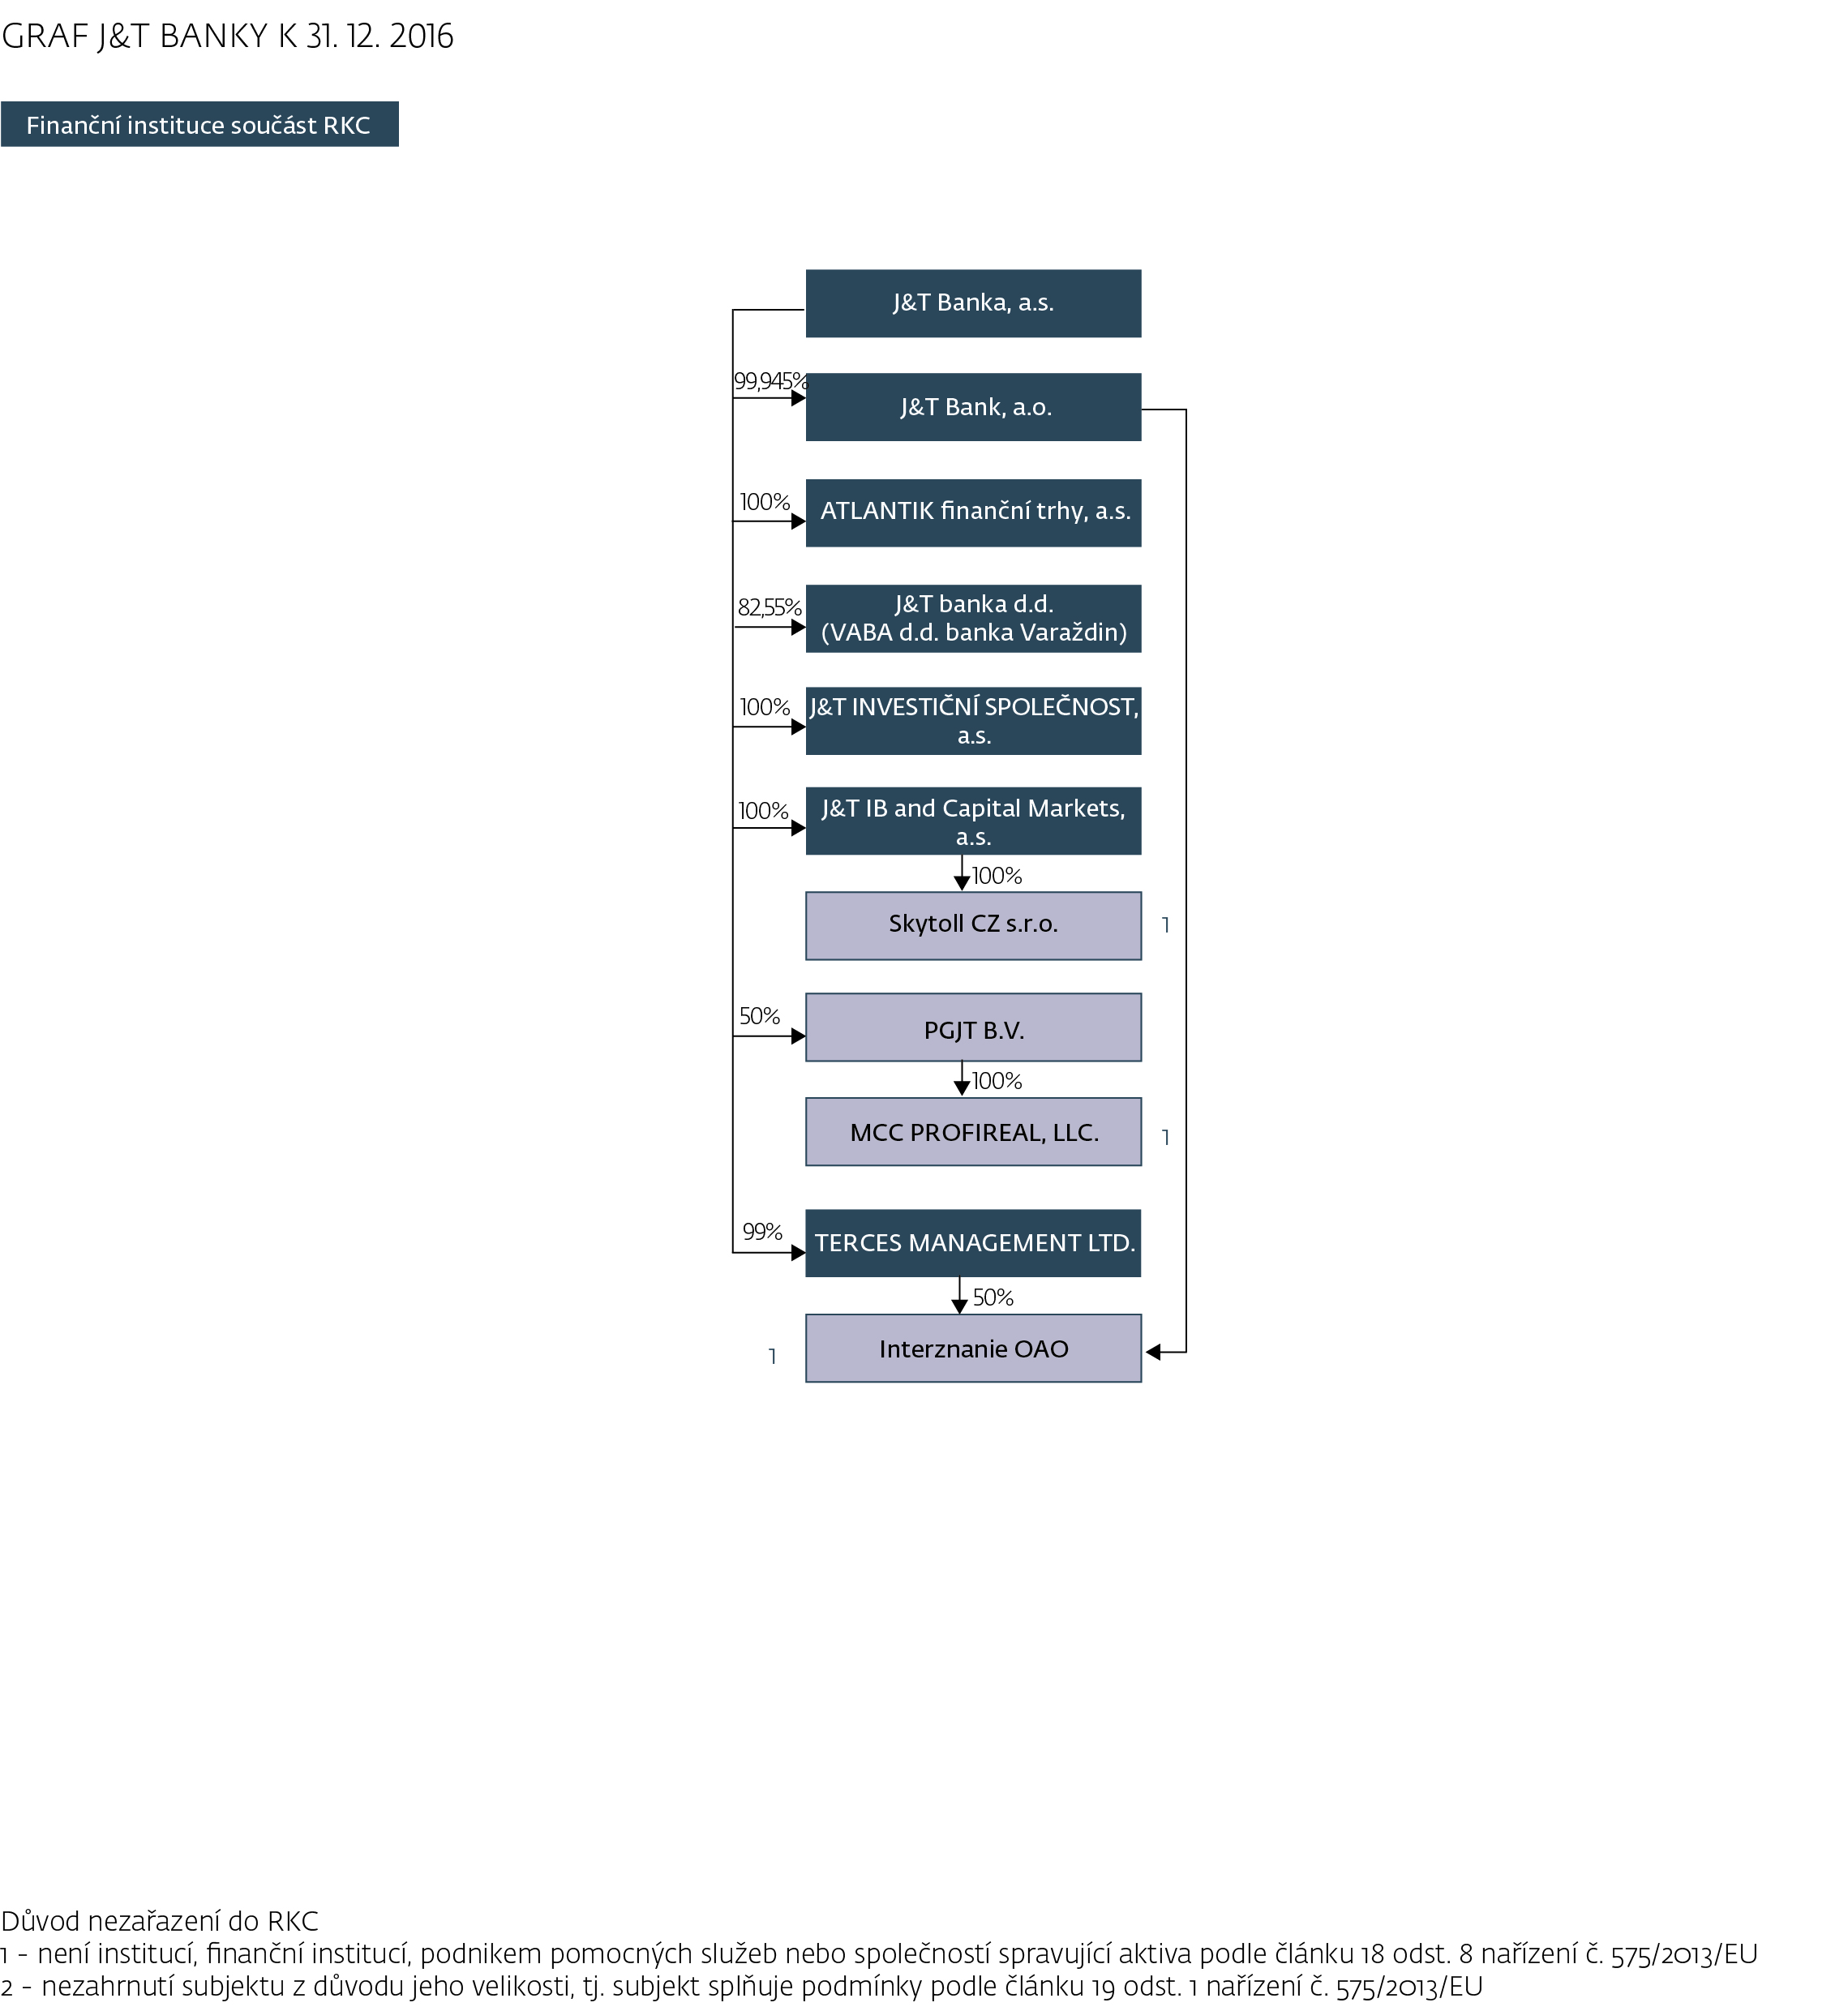 GRAF J&T BANKY K 31. 12. 2016
Finanční instituce součást RKC
J&T Banka, a.s.
99,945%
J&T Bank, a.o.
100%
ATLANTIK finanční trhy, a.s.
82,55%
J&T banka d.d.
(VABA d.d. banka Varaždin)
100%
J&T INVESTIČNÍ SPOLEČNOST,
a.s.
100%
J&T IB and Capital Markets,
a.s.
100%
Skytoll CZ s.r.o.
1
50%
PGJT B.V.
100%
MCC PROFIREAL, LLC.
1
99%
TERCES MANAGEMENT LTD.
50%
1
Interznanie OAO
Důvod nezařazení do RKC
1 - není institucí, finanční institucí, podnikem pomocných služeb nebo společností spravující aktiva podle článku 18 odst. 8 nařízení č. 575/2013/EU
2 - nezahrnutí subjektu z důvodu jeho velikosti, tj. subjekt splňuje podmínky podle článku 19 odst. 1 nařízení č. 575/2013/EU